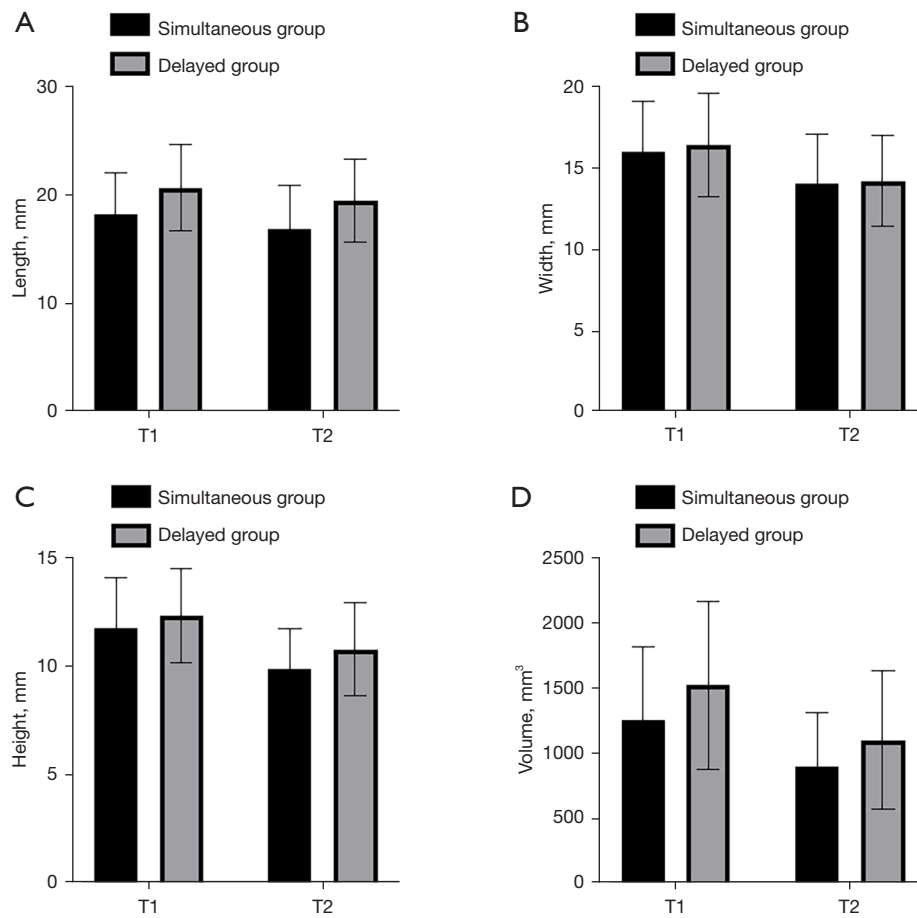 A
Simultaneous group
Delayed group
Length, mm
30
20
10
0
T1
T2
B
Simultaneous group
Delayed group
Width, mm
20
15
10
5
0
T1
T2
C
Simultaneous group
Delayed group
Height, mm
15
10
5
0
T1
T2
D
Simultaneous group
Delayed group
Volume, mm³
2500
2000
1500
1000
500
0
T1
T2